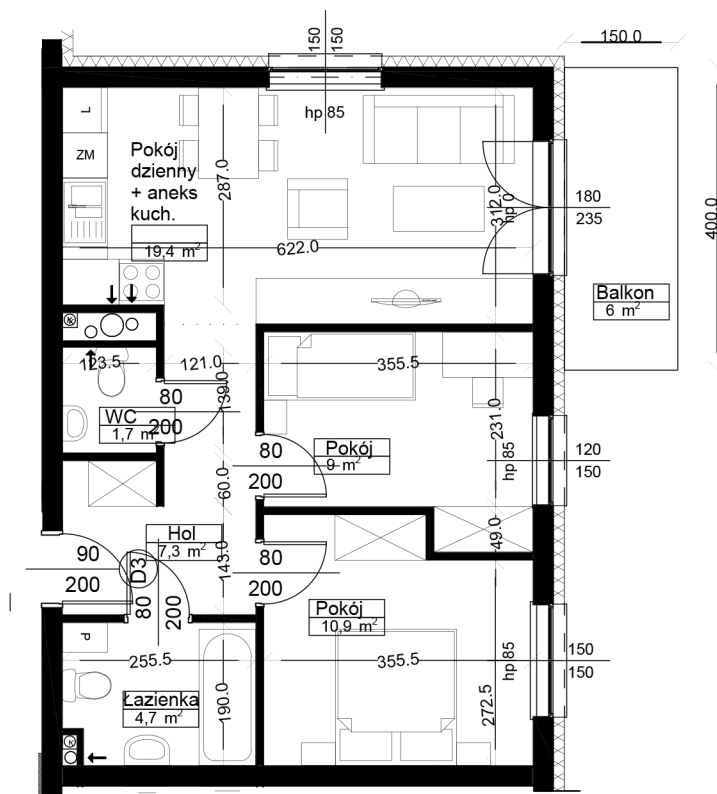 150
150
150.0
hp 85
L
ZM
Pokój
dzienny
+ aneks
kuch.
19,4 m²
287.0
622.0
312.0
hp 0
180
235
400.0
Balkon
6 m²
K
123.5
121.0
355.5
139.0
80
200
WC
1,7 m²
231.0
hp 85
120
150
Pokój
9 m²
80
200
60.0
49.0
Hol
7,3 m²
143.0
90
200
D3
80
200
80
200
Pokój
10,9 m²
P
255.5
355.5
hp 85
150
150
Łazienka
4,7 m²
190.0
272.5
K